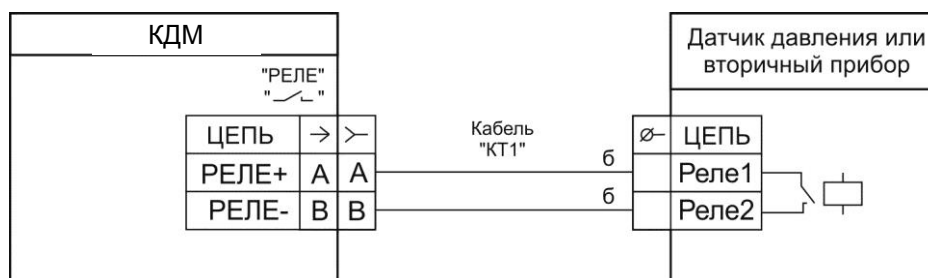 КДМ
Датчик давления или
вторичный прибор
"РЕЛЕ"
" "
ЦЕПЬ
Кабель
"КТ1"
ЦЕПЬ
РЕЛЕ+ A A б Реле1
РЕЛЕ- B B б Реле2